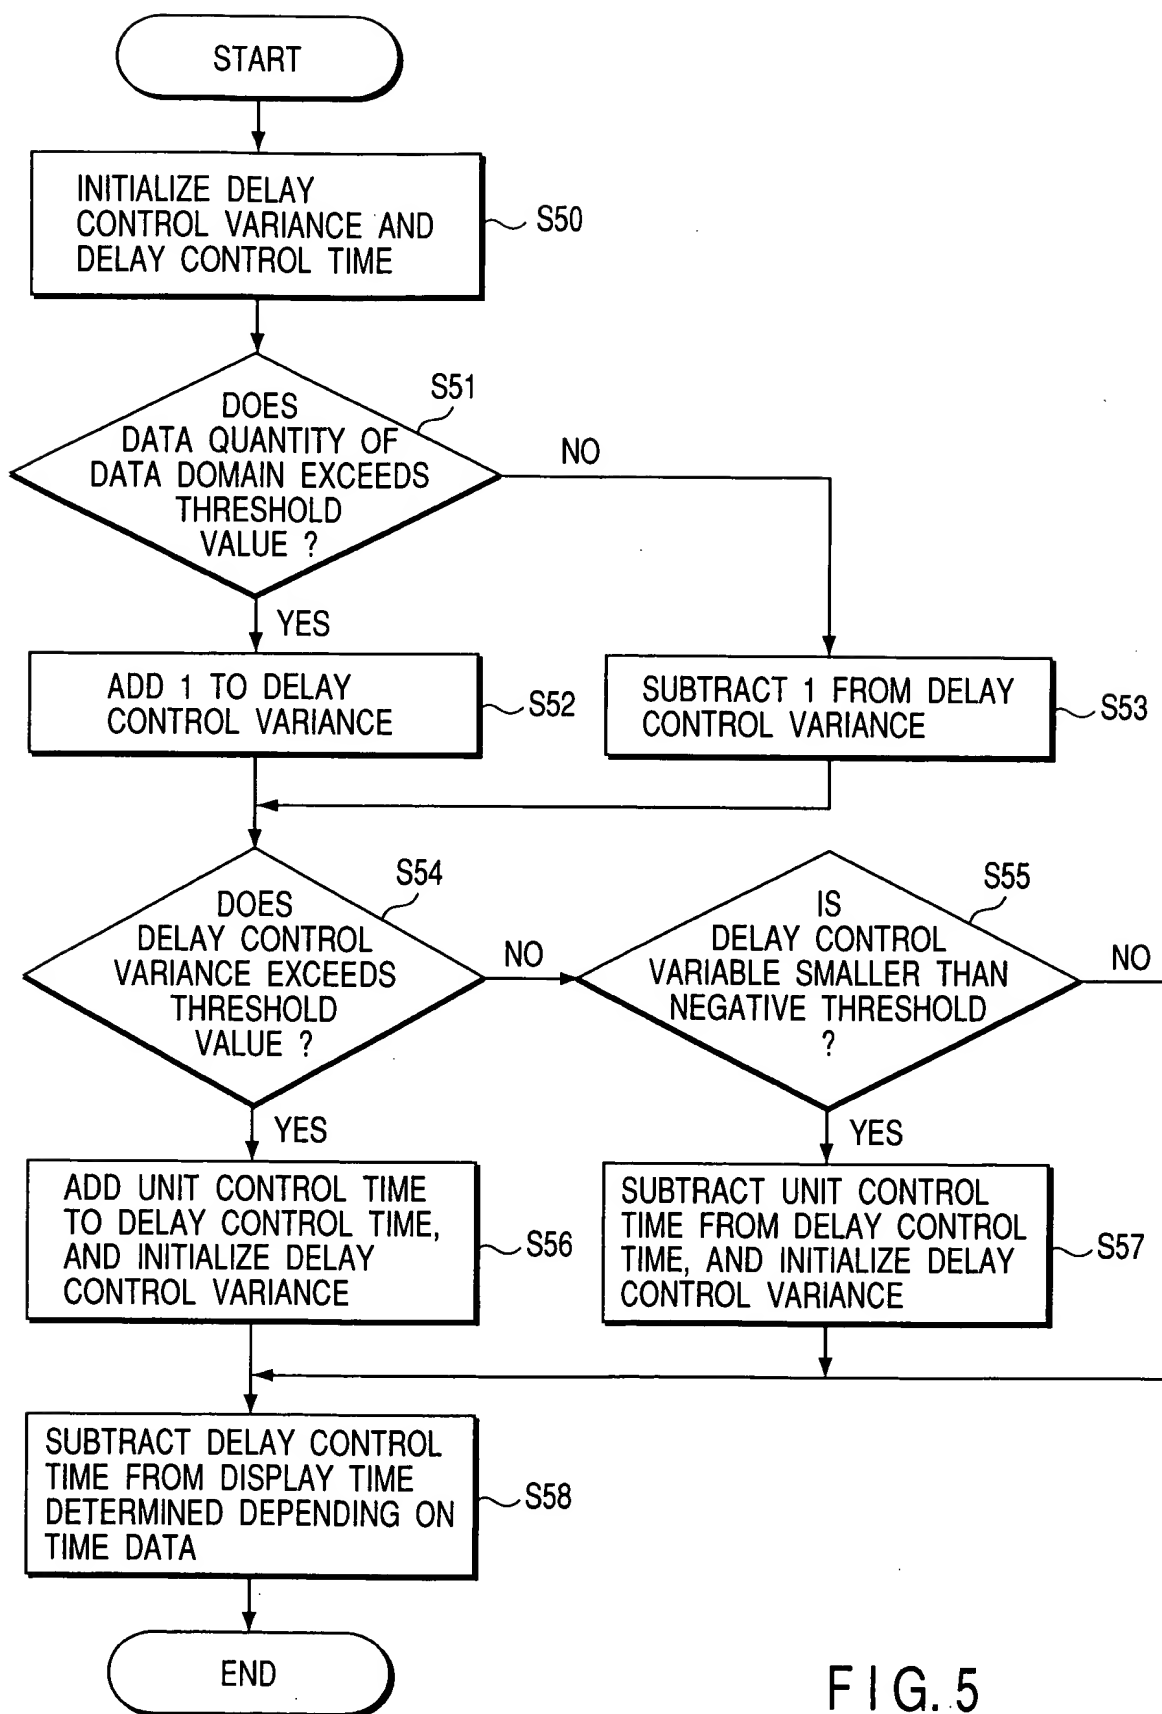 START
INITIALIZE DELAY
CONTROL VARIANCE AND
DELAY CONTROL TIME
S50
S51
DOES
DATA QUANTITY OF
DATA DOMAIN EXCEEDS
THRESHOLD
VALUE ?
NO
YES
ADD 1 TO DELAY
CONTROL VARIANCE
S52
SUBTRACT 1 FROM DELAY
CONTROL VARIANCE
S53
S54
DOES
DELAY CONTROL
VARIANCE EXCEEDS
THRESHOLD
VALUE ?
NO
S55
IS
DELAY CONTROL
VARIABLE SMALLER THAN
NEGATIVE THRESHOLD
?
NO
YES
YES
ADD UNIT CONTROL TIME
TO DELAY CONTROL TIME,
AND INITIALIZE DELAY
CONTROL VARIANCE
S56
SUBTRACT UNIT CONTROL
TIME FROM DELAY CONTROL
TIME, AND INITIALIZE DELAY
CONTROL VARIANCE
S57
SUBTRACT DELAY CONTROL
TIME FROM DISPLAY TIME
DETERMINED DEPENDING ON
TIME DATA
S58
END
FIG. 5